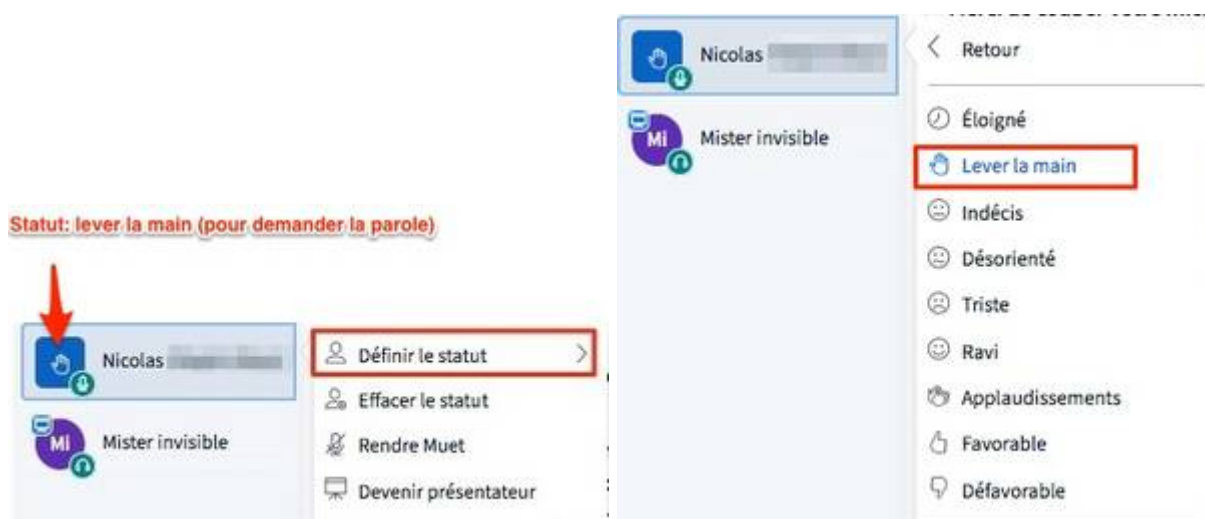 Statut: lever la main (pour demander la parole)
Nicolas
Mi
Mister invisible
Définir le statut
Effacer le statut
Rendre Muet
Devenir présentateur
Nicolas
Mi
Mister invisible
Retour
Éloigné
Lever la main
Indécis
Désorienté
Triste
Ravi
Applaudissements
Favorable
Défavorable